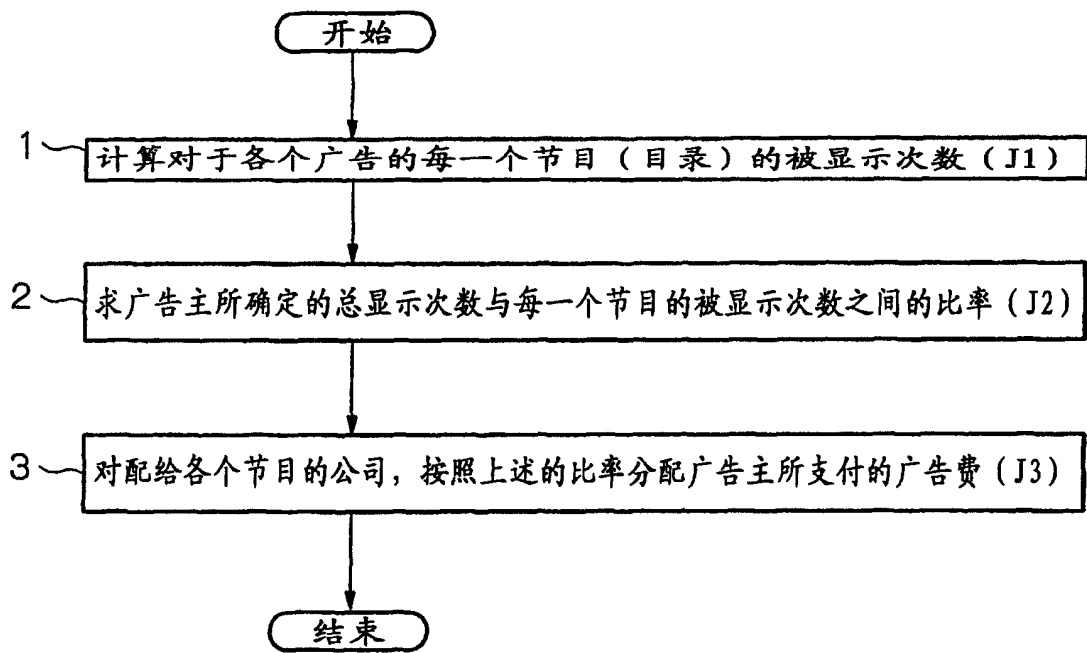 开始
1
计算对于各个广告的每一个节目(目录)的被显示次数(J1)
2
求广告主所确定的总显示次数与每一个节目的被显示次数之间的比率(J2)
3
对配给各个节目的公司，按照上述的比率分配广告主所支付的广告费(J3)
结束